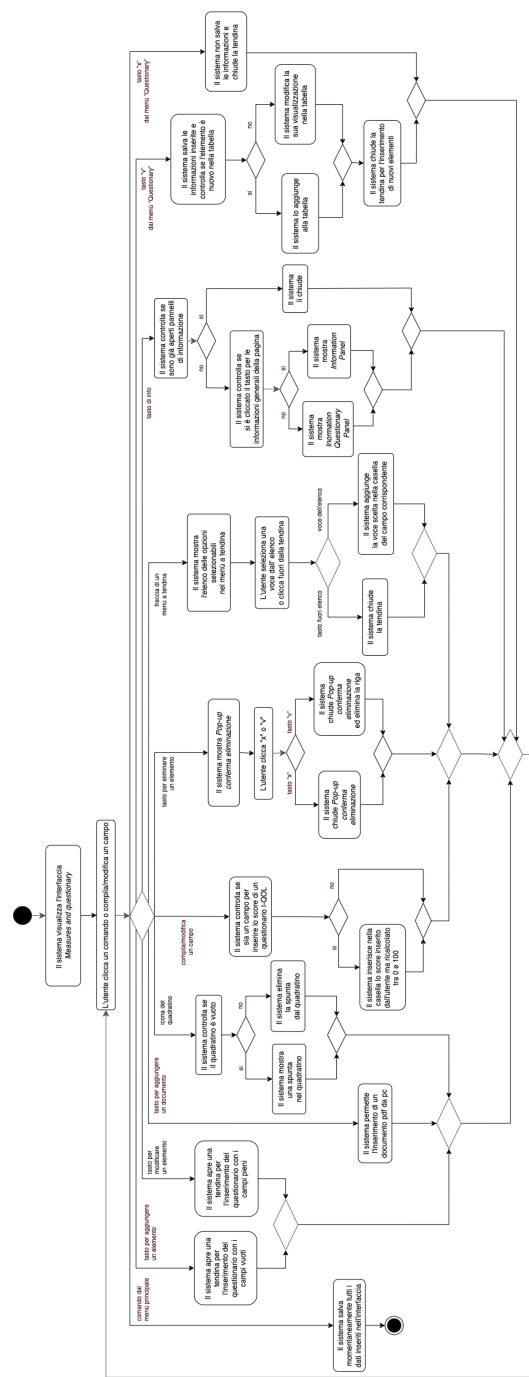 Il sistema visualizza l'interfaccia
Measures and questionary
L'utente clicca un comando o compila/modifica un campo
comando dal
menù principale
Il sistema salva
momentaneamente tutti i
dati inseriti nell'interfaccia
tasto per aggiungere
un elemento
Il sistema apre una
tendina per
l'inserimento del
questionario con i
campi vuoti
tasto per
modificare un
elemento
Il sistema apre una
tendina per
l'inserimento del
questionario con i
campi pieni
tasto per aggiungere
un documento
Il sistema permette
l'inserimento di un
documento pdf da pc
icona del
quadratino
Il sistema controlla se
il quadratino è vuoto
si
no
Il sistema mostra
una spunta
nel quadratino
Il sistema elimina
la spunta
dal quadratino
compila/modifica
un campo
Il sistema controlla se
sia un campo per
inserire lo score di un
questionario I-QOL
si
no
Il sistema inserisce nella
casella lo score inserito
dall'utente ma ricalcolato
tra 0 e 100
tasto per eliminare
un elemento
Il sistema mostra Pop-up
conferma eliminazione
L'utente clicca "x" o "v"
tasto "x"
tasto "v"
Il sistema
chiude Pop-up
conferma
eliminazione
Il sistema
chiude Pop-up
conferma
eliminazione
ed elimina la riga
freccia di un
menù a tendina
Il sistema mostra
l'elenco delle opzioni
selezionabili
nel menù a tendina
L'utente seleziona una
voce dall' elenco
o clicca fuori dalla tendina
tasto fuori elenco
voce dell'elenco
Il sistema chiude
la tendina
Il sistema aggiunge
la voce scelta nella casella
del campo corrispondente
tasto di info
Il sistema controlla se
sono già aperti pannelli
di informazione
no
si
Il sistema controlla se
si è cliccato il tasto per le
informazioni generali della pagina
Il sistema
li chiude
no
si
Il sistema
mostra
Inormation
Questionary
Panel
Il sistema
mostra
Intormation
Panel
tasto "v"
dal menù "Questionary"
Il sistema salva le
informazioni inserite e
controlla se l'elemento è
nuovo nella tabella
si
no
Il sistema lo aggiunge
alla tabella
Il sistema modifica la
sua visualizzazione
nella tabella
Il sistema chiude la
tendina per l'inserimento
di nuovi elementi
tasto "x"
dal menù "Questionary"
Il sistema non salva
le informazioni e
chiude la tendina